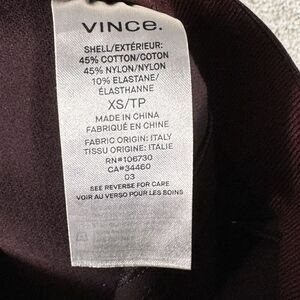 VINCE.
SHELL/EXTÉRIEUR:
45% COTTON/COTON
45% NYLON/NYLON
10% ELASTANE/
ÉLASTHANNE
XS/TP
MADE IN CHINA
FABRIQUÉ EN CHINE
FABRIC ORIGIN: ITALY
TISSU ORIGINE: ITALIE
RN#106730
CA#34460
03
SEE REVERSE FOR CARE
VOIR AU VERSO POUR LES SOINS